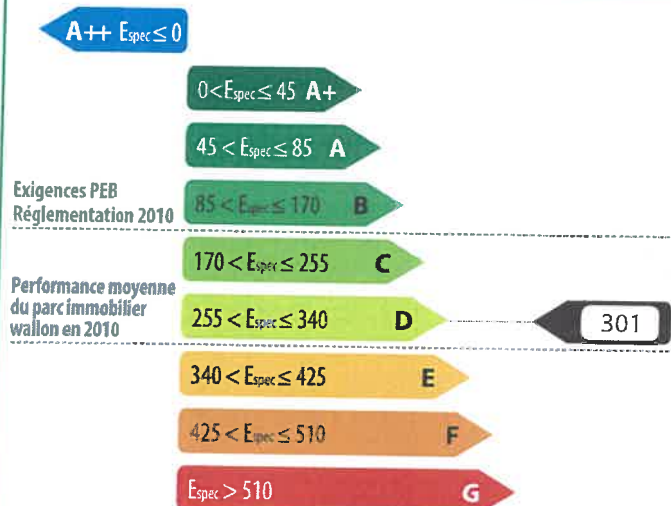 A++ Espec ≤ 0
0 < Espec ≤ 45 A+
45 < Espec ≤ 85 A
Exigences PEB
Réglementation 2010
85 < Espec ≤ 170 B
170 < Espec ≤ 255 C
Performance moyenne
du parc immobilier
wallon en 2010
255 < Espec ≤ 340 D
301
340 < Espec ≤ 425 E
425 < Espec ≤ 510 F
Espec > 510 G